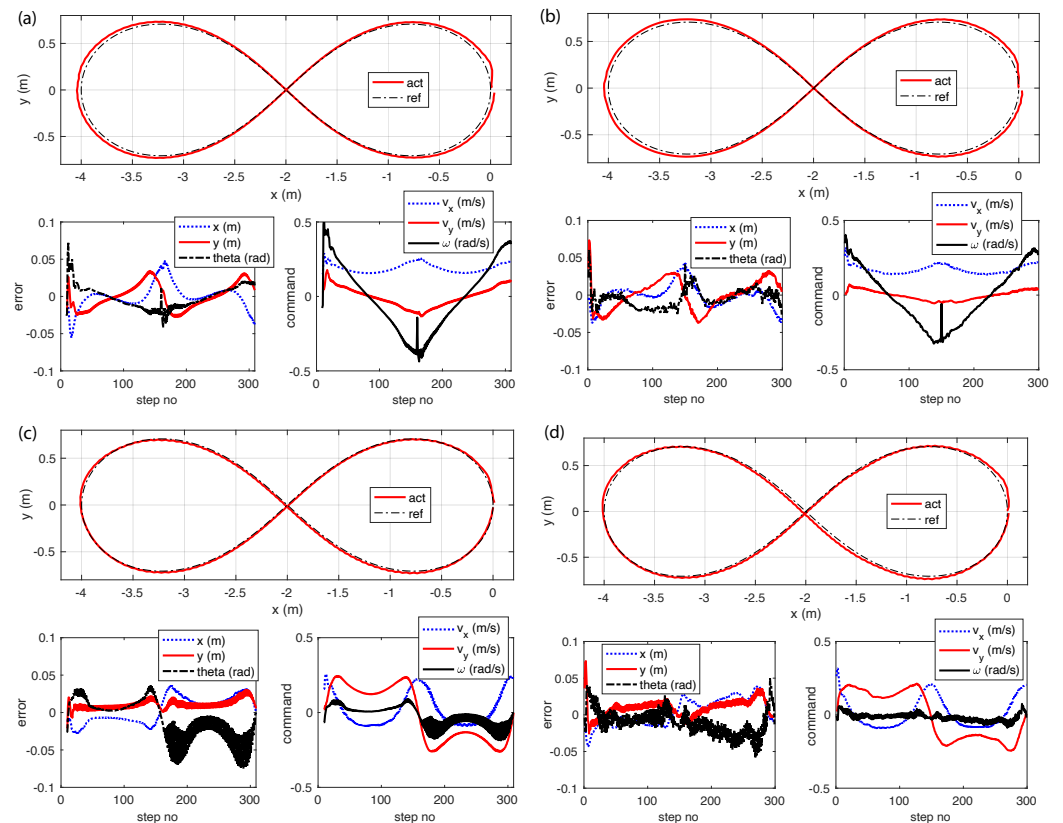 (a)
y (m)
0.5
0
-0.5
act
ref
-4 -3.5 -3 -2.5 -2 -1.5 -1 -0.5 0
x (m)
error
0.1
0.05
0
-0.05
-0.1
x (m)
y (m)
theta (rad)
0 100 200 300
step no
command
0.5
0
-0.5
v_x (m/s)
v_y (m/s)
ω (rad/s)
0 100 200 300
step no
(b)
y (m)
0.5
0
-0.5
act
ref
-4 -3.5 -3 -2.5 -2 -1.5 -1 -0.5 0
x (m)
error
0.1
0.05
0
-0.05
-0.1
x (m)
y (m)
theta (rad)
0 100 200 300
step no
command
0.5
0
-0.5
v_x (m/s)
v_y (m/s)
ω (rad/s)
0 100 200 300
step no
(c)
y (m)
0.5
0
-0.5
act
ref
-4 -3.5 -3 -2.5 -2 -1.5 -1 -0.5 0
x (m)
error
0.1
0.05
0
-0.05
-0.1
x (m)
y (m)
theta (rad)
0 100 200 300
step no
command
0.5
0
-0.5
v_x (m/s)
v_y (m/s)
ω (rad/s)
0 100 200 300
step no
(d)
y (m)
0.5
0
-0.5
act
ref
-4 -3.5 -3 -2.5 -2 -1.5 -1 -0.5 0
x (m)
error
0.1
0.05
0
-0.05
-0.1
x (m)
y (m)
theta (rad)
0 100 200 300
step no
command
0.5
0
-0.5
v_x (m/s)
v_y (m/s)
ω (rad/s)
0 100 200 300
step no